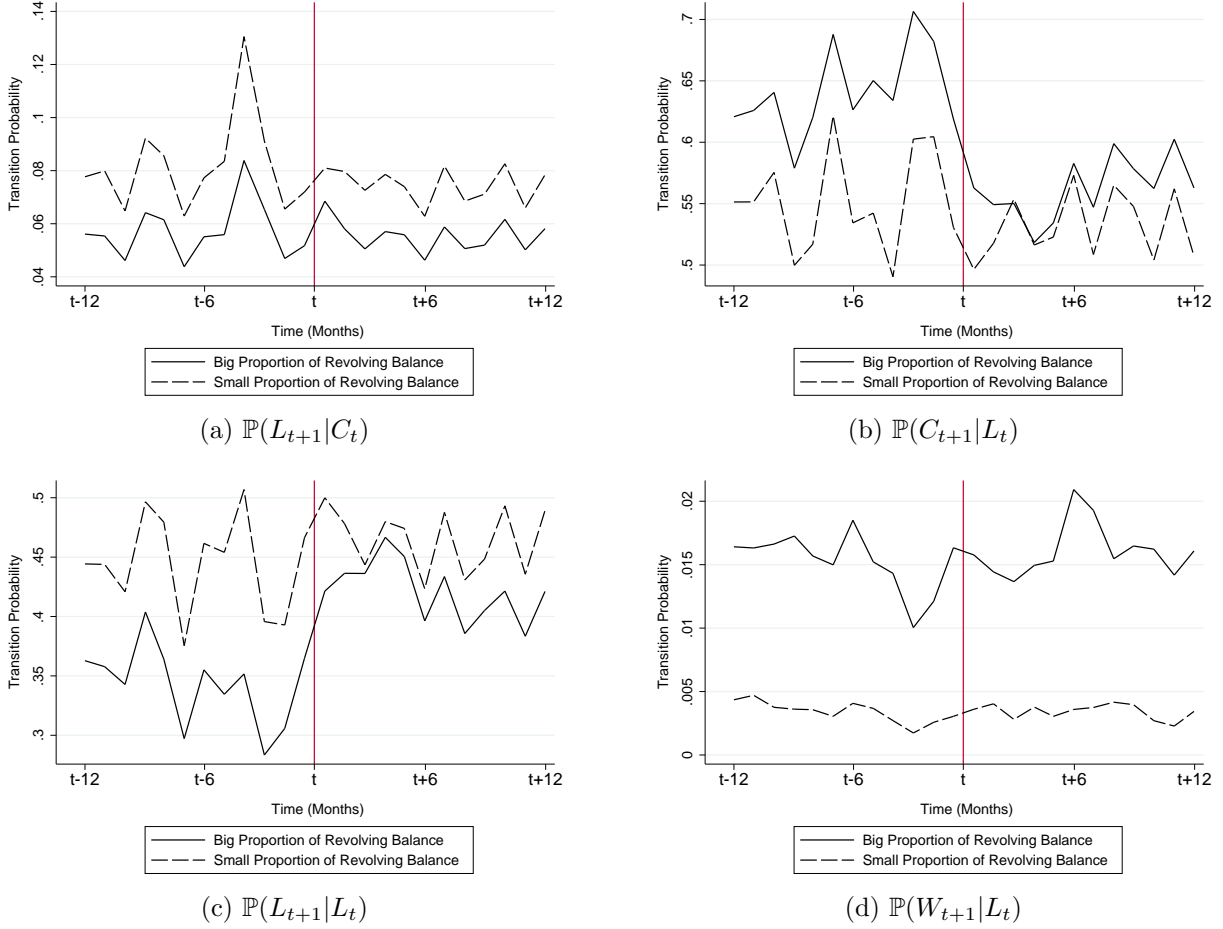 .14
.12
.1
.08
.06
.04
Transition Probability
t-12 t-6 t t+6 t+12
Time (Months)
Big Proportion of Revolving Balance
Small Proportion of Revolving Balance
(a) ℙ(L_{t+1}|C_t)
.7
.65
.6
.55
.5
Transition Probability
t-12 t-6 t t+6 t+12
Time (Months)
Big Proportion of Revolving Balance
Small Proportion of Revolving Balance
(b) ℙ(C_{t+1}|L_t)
.5
.45
.4
.35
.3
Transition Probability
t-12 t-6 t t+6 t+12
Time (Months)
Big Proportion of Revolving Balance
Small Proportion of Revolving Balance
(c) ℙ(L_{t+1}|L_t)
.02
.015
.01
.005
0
Transition Probability
t-12 t-6 t t+6 t+12
Time (Months)
Big Proportion of Revolving Balance
Small Proportion of Revolving Balance
(d) ℙ(W_{t+1}|L_t)